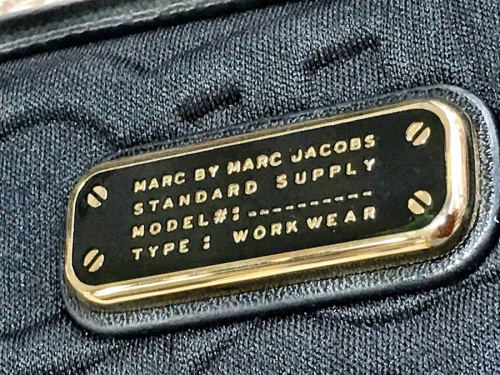 MARC BY MARC JACOBS
STANDARD SUPPLY
MODEL#:__________
TYPE: WORKWEAR